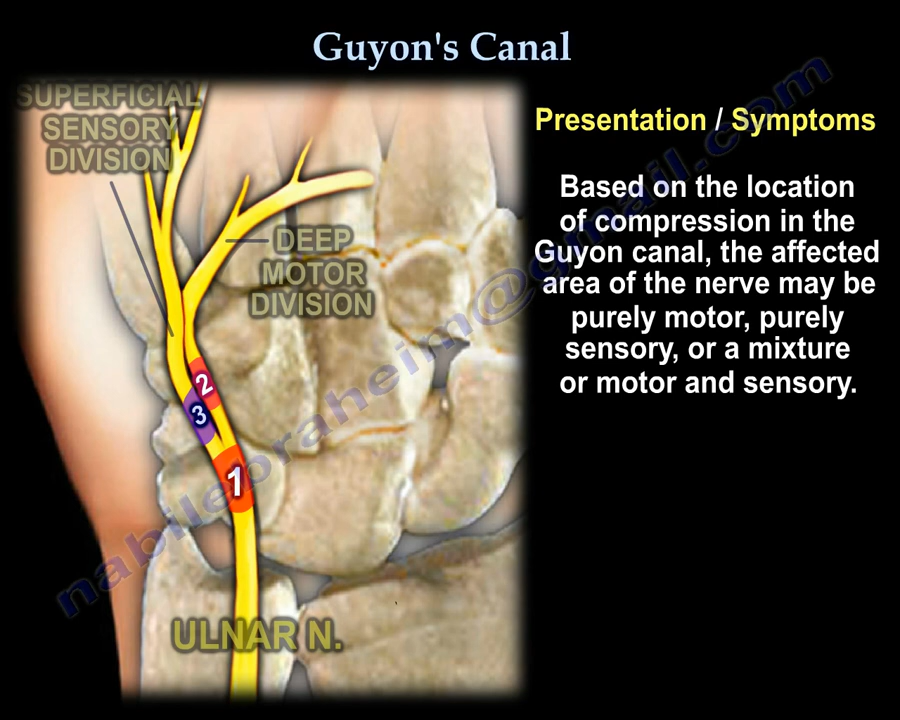 Guyon's Canal
SUPERFICIAL
SENSORY
DIVISION
DEEP
MOTOR
DIVISION
2
3
1
ULNAR N.
Presentation / Symptoms
Based on the location
of compression in the
Guyon canal, the affected
area of the nerve may be
purely motor, purely
sensory, or a mixture
or motor and sensory.
nabilebraheim@gmail.com